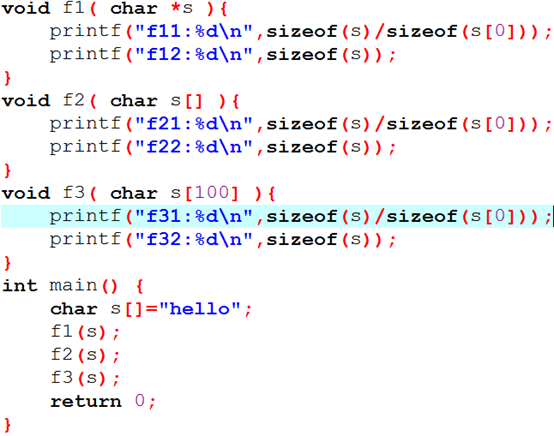 void f1( char *s ){
    printf("f11:%d\n",sizeof(s)/sizeof(s[0]));
    printf("f12:%d\n",sizeof(s));
}
void f2( char s[] ){
    printf("f21:%d\n",sizeof(s)/sizeof(s[0]));
    printf("f22:%d\n",sizeof(s));
}
void f3( char s[100] ){
    printf("f31:%d\n",sizeof(s)/sizeof(s[0]));
    printf("f32:%d\n",sizeof(s));
}
int main() {
    char s[]="hello";
    f1(s);
    f2(s);
    f3(s);
    return 0;
}